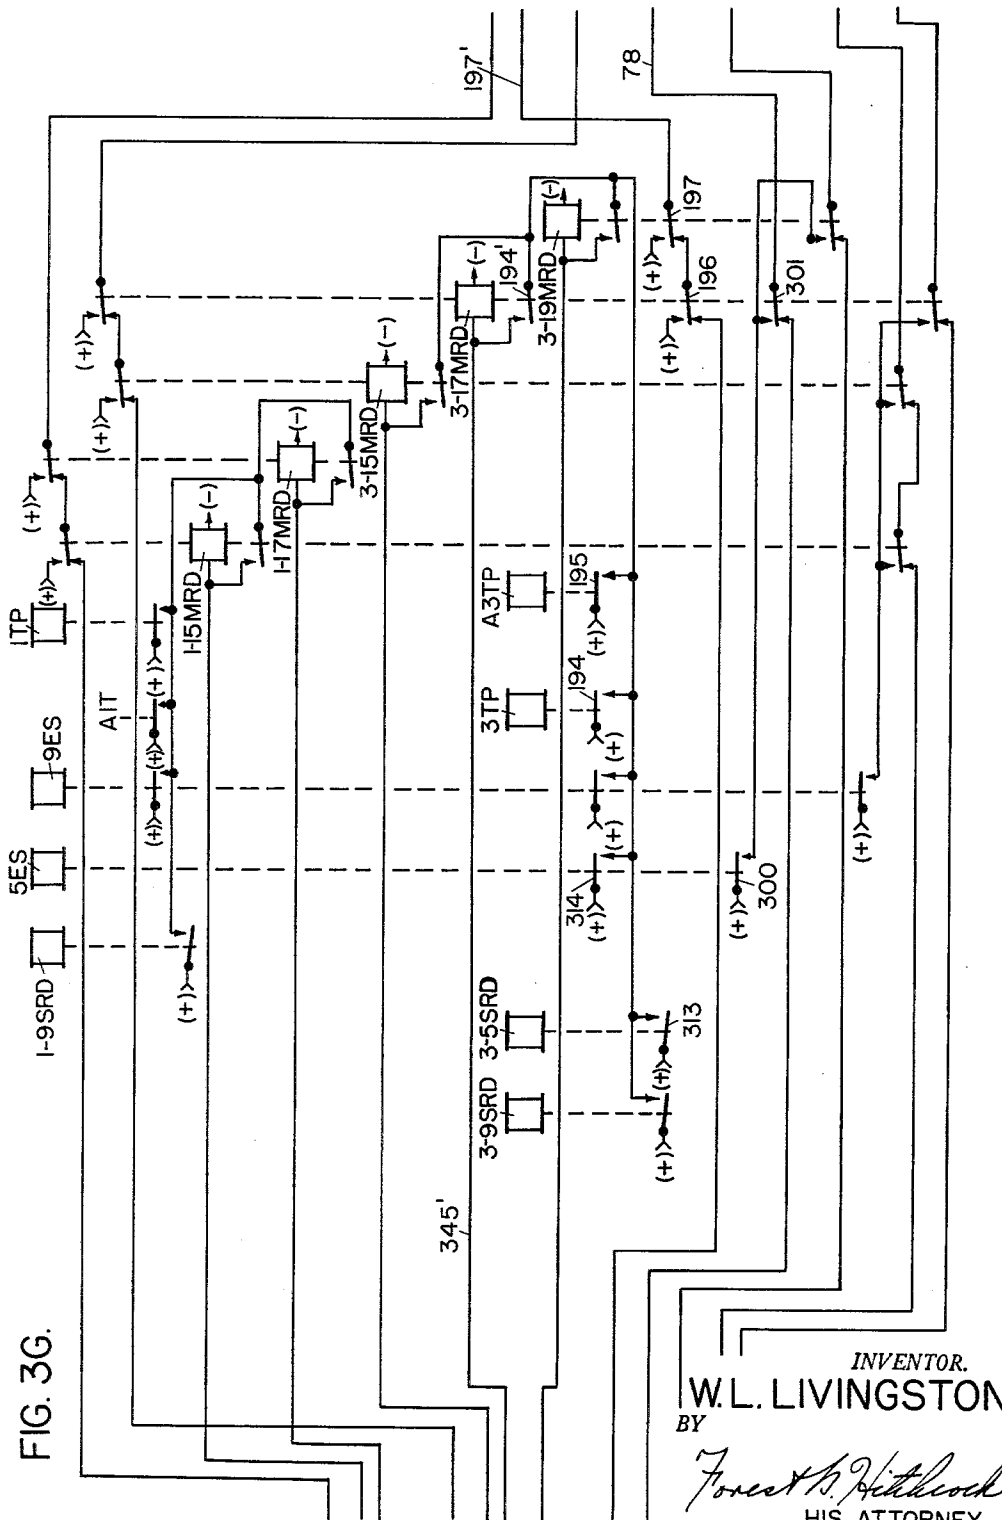 197'
78
(-)
197
(+)
(-)
194'
3-19MRD
196
301
(+)
(+)
(-)
3-17MRD
(+)
(-)
3-15MRD
(+)
(-)
1-17MRD
(+)
1-15MRD
1TP
A3TP
195
(+)
(+)
A1T
3TP
194
(+)
(+)
9ES
(+)
(+)
(+)
5ES
314
(+)
(+)
300
1-9SRD
(+)
3-5SRD
313
(+)
3-9SRD
(+)
345'
FIG. 3G.
INVENTOR.
W.L. LIVINGSTON
BY
Forest B. Hitchcock
HIS ATTORNEY